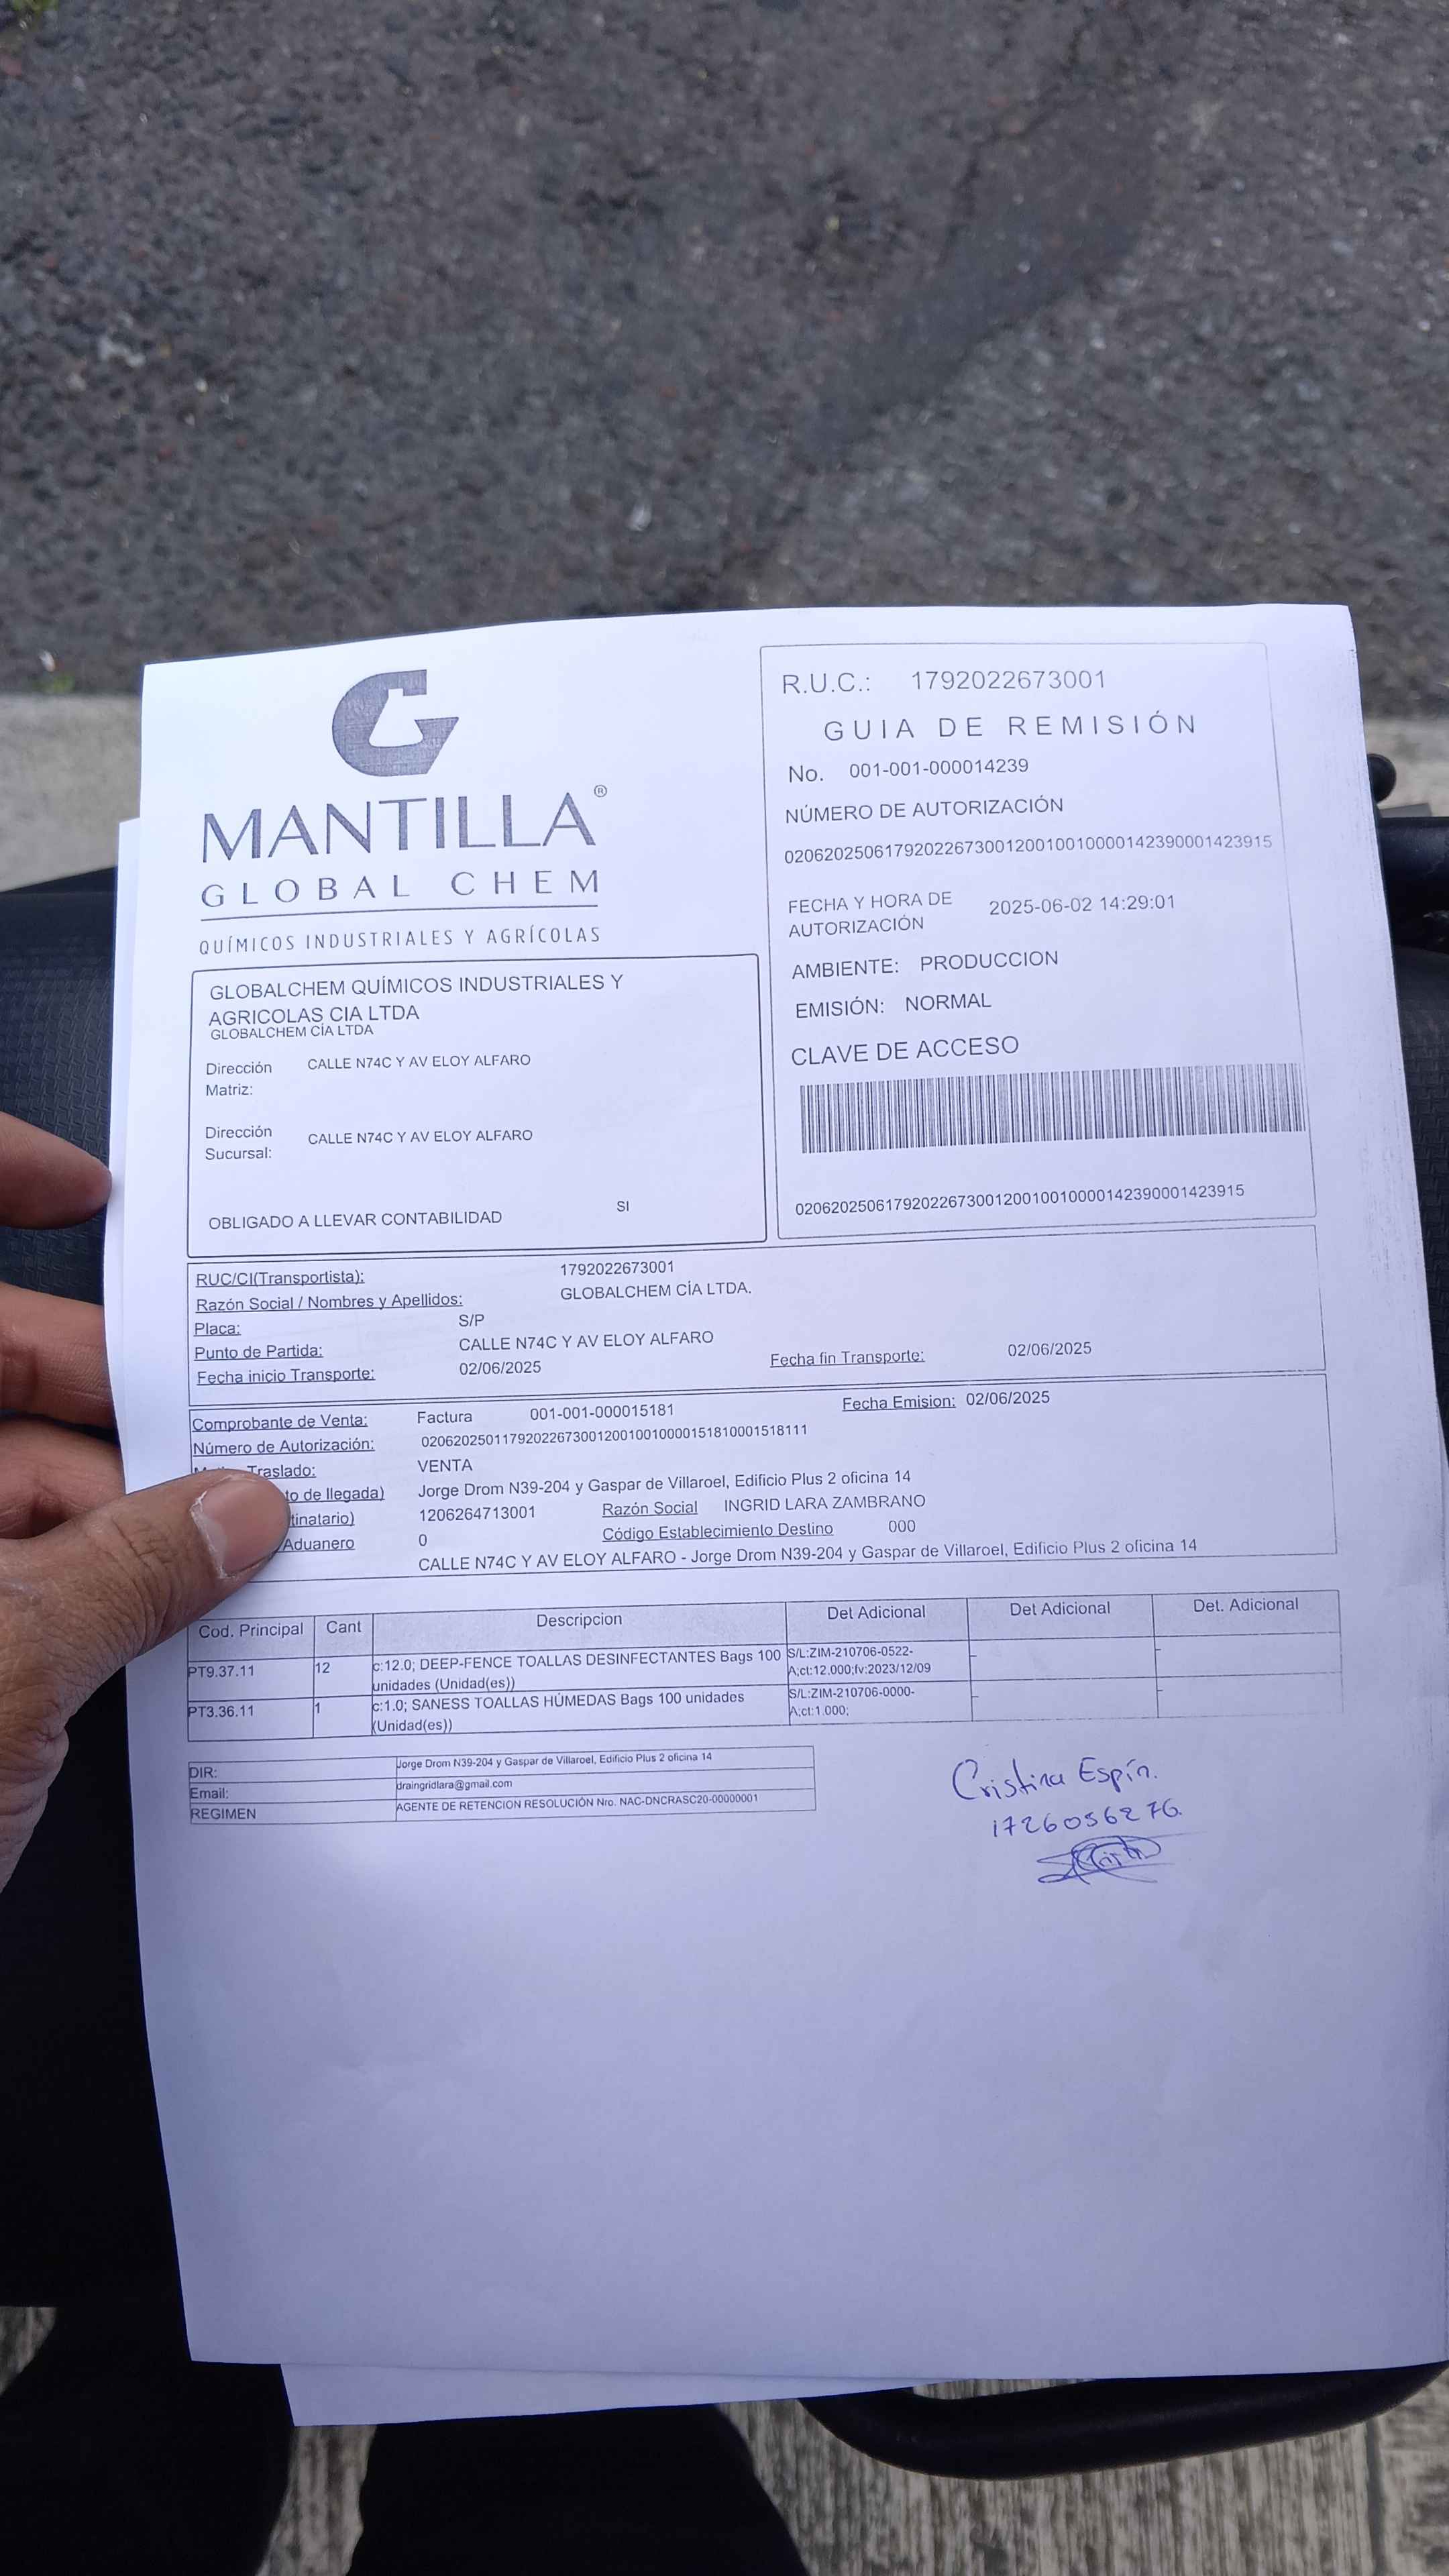 MANTILLA®
GLOBAL CHEM
QUÍMICOS INDUSTRIALES Y AGRÍCOLAS
R.U.C.: 1792022673001
GUIA DE REMISIÓN
No. 001-001-000014239
NÚMERO DE AUTORIZACIÓN
0206202506179202267300120010010000142390001423915
FECHA Y HORA DE AUTORIZACIÓN 2025-06-02 14:29:01
AMBIENTE: PRODUCCION
EMISIÓN: NORMAL
CLAVE DE ACCESO
0206202506179202267300120010010000142390001423915
GLOBALCHEM QUÍMICOS INDUSTRIALES Y
AGRICOLAS CIA LTDA
GLOBALCHEM CÍA LTDA
Dirección Matriz: CALLE N74C Y AV ELOY ALFARO
Dirección Sucursal: CALLE N74C Y AV ELOY ALFARO
OBLIGADO A LLEVAR CONTABILIDAD SI
RUC/CI(Transportista): 1792022673001
Razón Social / Nombres y Apellidos: GLOBALCHEM CÍA LTDA.
Placa: S/P
Punto de Partida: CALLE N74C Y AV ELOY ALFARO
Fecha inicio Transporte: 02/06/2025 Fecha fin Transporte: 02/06/2025
Comprobante de Venta: Factura 001-001-000015181 Fecha Emision: 02/06/2025
Número de Autorización: 0206202501179202267300120010010000151810001518111
Traslado: VENTA
to de llegada) Jorge Drom N39-204 y Gaspar de Villaroel, Edificio Plus 2 oficina 14
tinatario) 1206264713001 Razón Social INGRID LARA ZAMBRANO
Aduanero 0 Código Establecimiento Destino 000
CALLE N74C Y AV ELOY ALFARO - Jorge Drom N39-204 y Gaspar de Villaroel, Edificio Plus 2 oficina 14
Cod. Principal Cant Descripcion Det Adicional Det Adicional Det. Adicional
PT9.37.11 12 c:12.0; DEEP-FENCE TOALLAS DESINFECTANTES Bags 100 unidades (Unidad(es)) S/L:ZIM-210706-0522-A;ct:12.000;fv:2023/12/09 - -
PT3.36.11 1 c:1.0; SANESS TOALLAS HÚMEDAS Bags 100 unidades (Unidad(es)) S/L:ZIM-210706-0000-A;ct:1.000; - -
DIR: Jorge Drom N39-204 y Gaspar de Villaroel, Edificio Plus 2 oficina 14
Email: draingridlara@gmail.com
REGIMEN AGENTE DE RETENCION RESOLUCIÓN Nro. NAC-DNCRASC20-00000001
Cristina Espín.
1726056276.